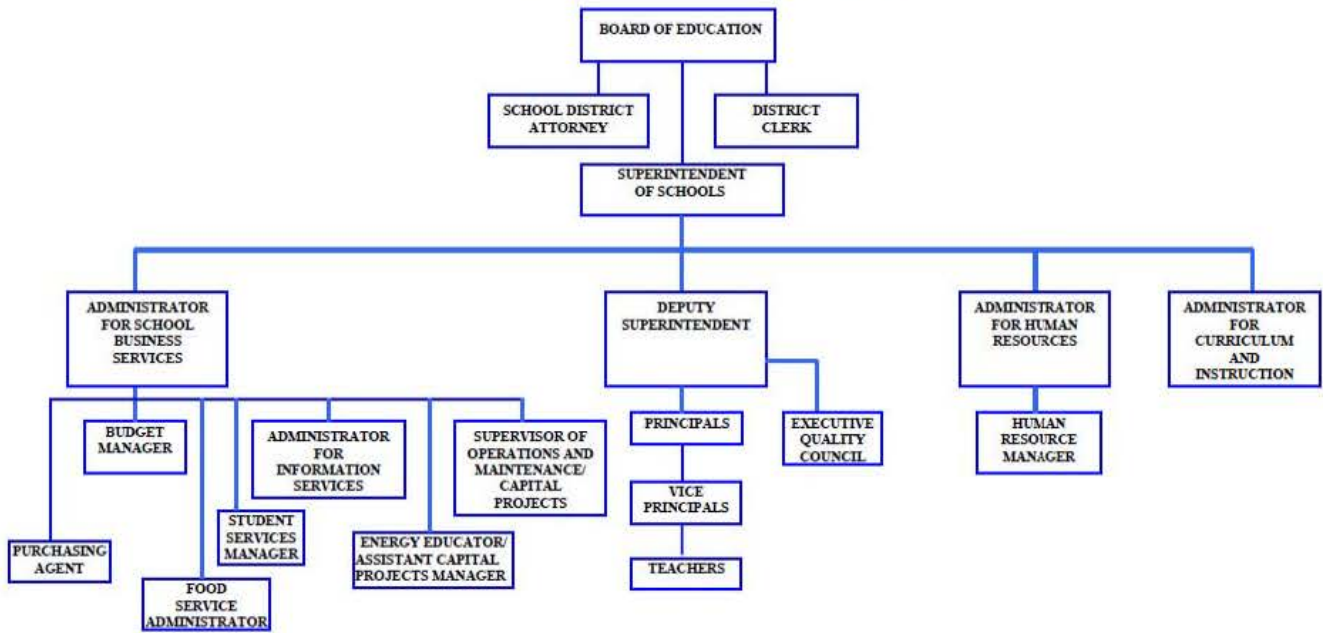 BOARD OF EDUCATION
SCHOOL DISTRICT
ATTORNEY
DISTRICT
CLERK
SUPERINTENDENT
OF SCHOOLS
ADMINISTRATOR
FOR SCHOOL
BUSINESS
SERVICES
DEPUTY
SUPERINTENDENT
ADMINISTRATOR
FOR HUMAN
RESOURCES
ADMINISTRATOR
FOR
CURRICULUM
AND
INSTRUCTION
BUDGET
MANAGER
ADMINISTRATOR
FOR
INFORMATION
SERVICES
SUPERVISOR OF
OPERATIONS AND
MAINTENANCE/
CAPITAL
PROJECTS
PRINCIPALS
EXECUTIVE
QUALITY
COUNCIL
HUMAN
RESOURCE
MANAGER
VICE
PRINCIPALS
PURCHASING
AGENT
STUDENT
SERVICES
MANAGER
ENERGY EDUCATOR/
ASSISTANT CAPITAL
PROJECTS MANAGER
TEACHERS
FOOD
SERVICE
ADMINISTRATOR